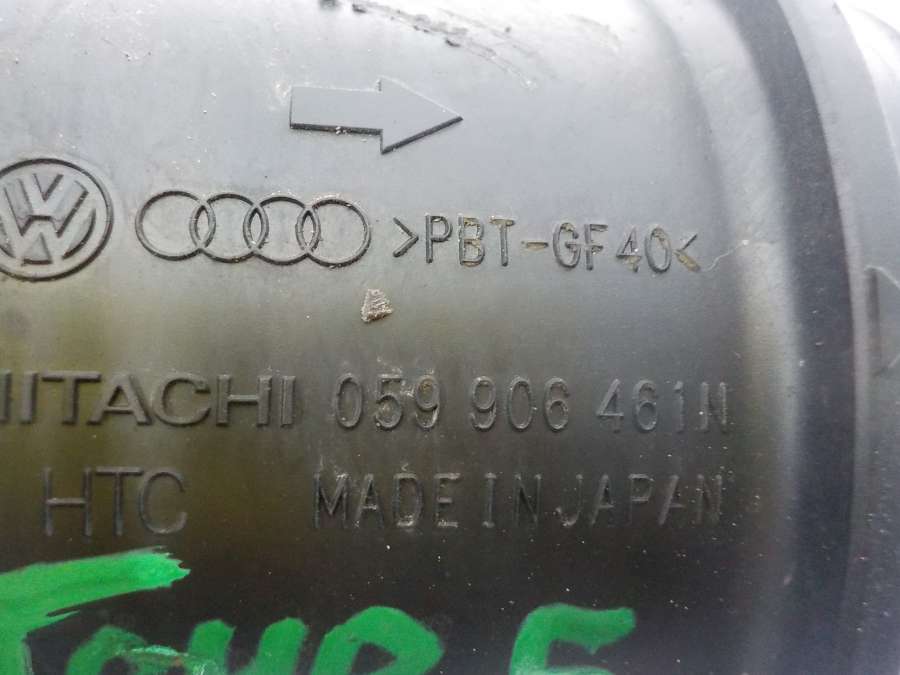 >PBT-GF40<
HITACHI 059 906 461N
HTC MADE IN JAPAN